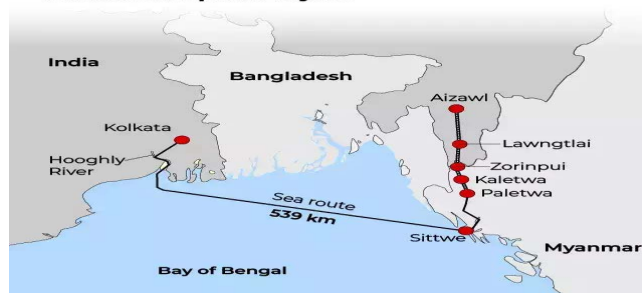 India
Bangladesh
Aizawl
Kolkata
Lawngtlai
Hooghly
River
Zorinpui
Kaletwa
Paletwa
Sea route
539 km
Sittwe
Myanmar
Bay of Bengal